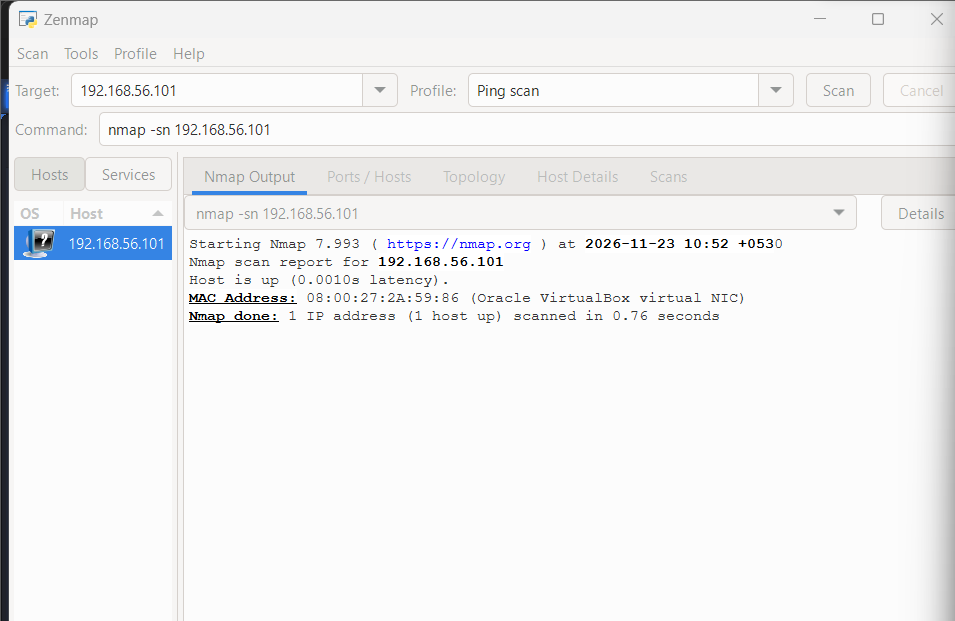 Zenmap
Scan Tools Profile Help
Target: 192.168.56.101 Profile: Ping scan Scan Cancel
Command: nmap -sn 192.168.56.101
Hosts Services
Nmap Output Ports / Hosts Topology Host Details Scans
OS Host
192.168.56.101
nmap -sn 192.168.56.101 Details
Starting Nmap 7.993 ( https://nmap.org ) at 2026-11-23 10:52 +0530
Nmap scan report for 192.168.56.101
Host is up (0.0010s latency).
MAC Address: 08:00:27:2A:59:86 (Oracle VirtualBox virtual NIC)
Nmap done: 1 IP address (1 host up) scanned in 0.76 seconds